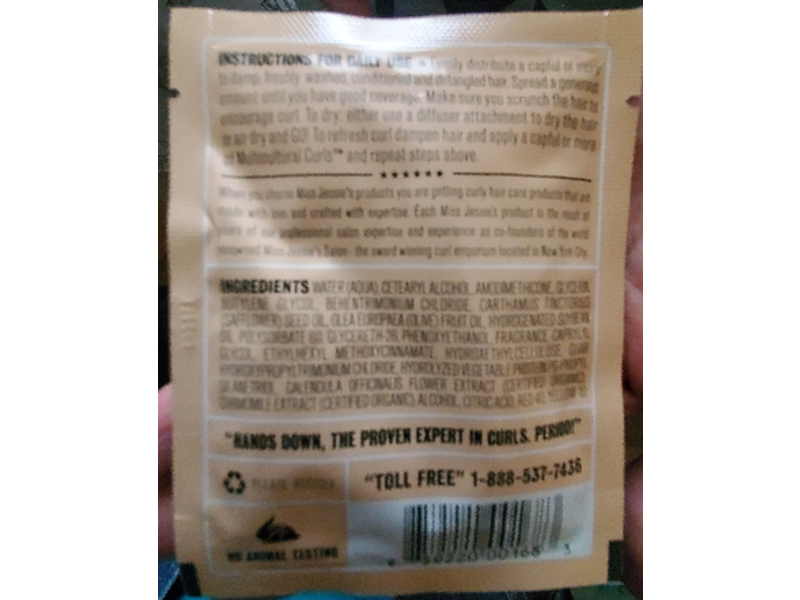 INSTRUCTIONS FOR DAILY USE - Evenly distribute a capful or more
to damp, freshly washed, conditioned and detangled hair. Spread a generous
amount until you have good coverage. Make sure you scrunch the hair to
encourage curl. To dry: either use a diffuser attachment to dry the hair
or air dry and GO! To refresh curl dampen hair and apply a capful or more
of Multicultural Curls™ and repeat steps above.
When you choose Miss Jessie's products you are getting curly hair care products that are
made with love and crafted with expertise. Each Miss Jessie's product is the result of
years of our professional salon expertise and experience as co-founders of the world
renowned Miss Jessie's Salon - the award winning curl emporium located in New York City.
INGREDIENTS WATER (AQUA), CETEARYL ALCOHOL, AMODIMETHICONE, GLYCERIN,
BUTYLENE GLYCOL, BEHENTRIMONIUM CHLORIDE, CARTHAMUS TINCTORIUS
(SAFFLOWER) SEED OIL, OLEA EUROPAEA (OLIVE) FRUIT OIL, HYDROGENATED SOYBEAN
OIL, POLYSORBATE 60, GLYCERETH-26, PHENOXYETHANOL, FRAGRANCE, CAPRYLYL
GLYCOL, ETHYLHEXYL METHOXYCINNAMATE, HYDROXYETHYLCELLULOSE, GUAR
HYDROXYPROPYLTRIMONIUM CHLORIDE, HYDROLYZED VEGETABLE PROTEIN PG-PROPYL
SILANETRIOL, CALENDULA OFFICINALIS FLOWER EXTRACT (CERTIFIED ORGANIC),
CHAMOMILE EXTRACT (CERTIFIED ORGANIC), ALCOHOL, CITRIC ACID, RED 40, YELLOW
"HANDS DOWN, THE PROVEN EXPERT IN CURLS. PERIOD!"
PLEASE RECYCLE
"TOLL FREE" 1-888-537-7436
NO ANIMAL TESTING
00168 3